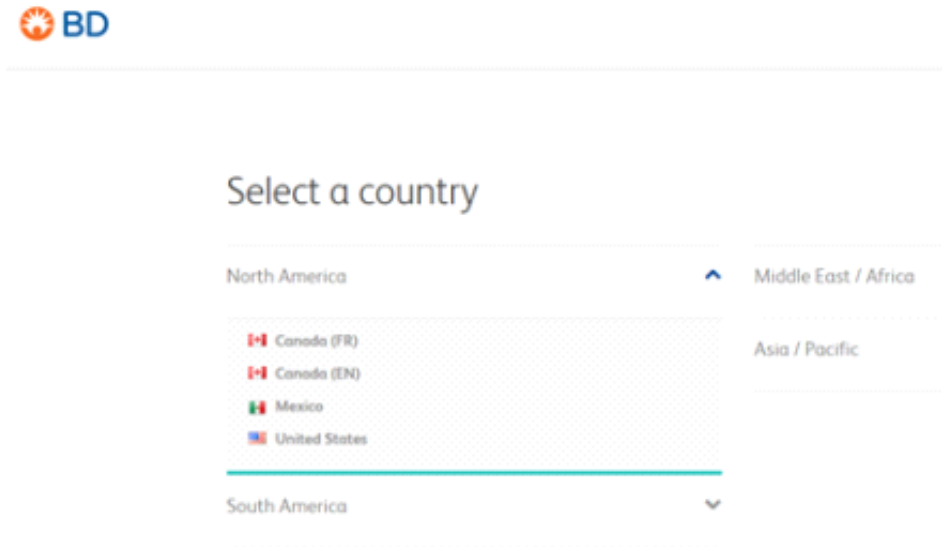 BD
Select a country
North America
Canada (FR)
Canada (EN)
Mexico
United States
South America
Middle East / Africa
Asia / Pacific